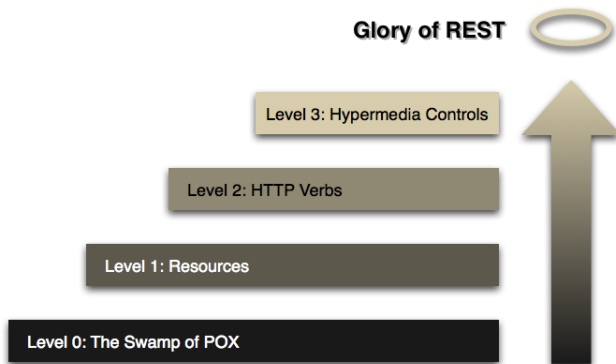 Glory of REST
Level 3: Hypermedia Controls
Level 2: HTTP Verbs
Level 1: Resources
Level 0: The Swamp of POX